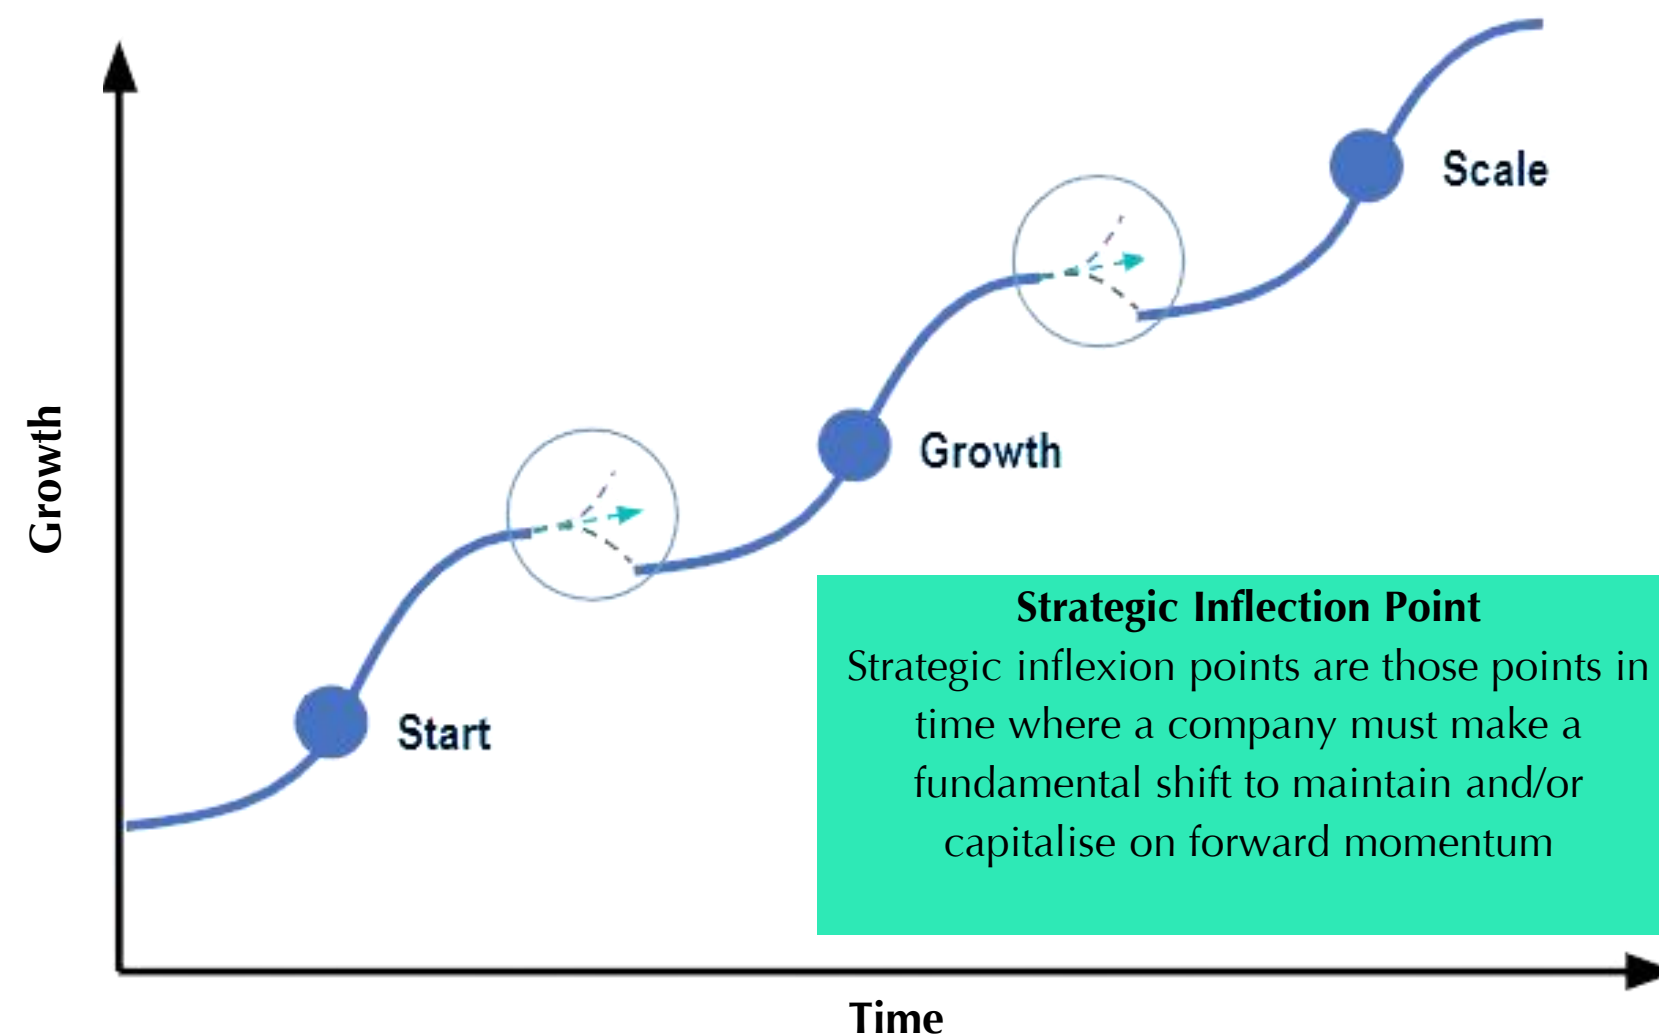 Scale
Growth
Growth
Start
Strategic Inflection Point
Strategic inflexion points are those points in
time where a company must make a
fundamental shift to maintain and/or
capitalise on forward momentum
Time